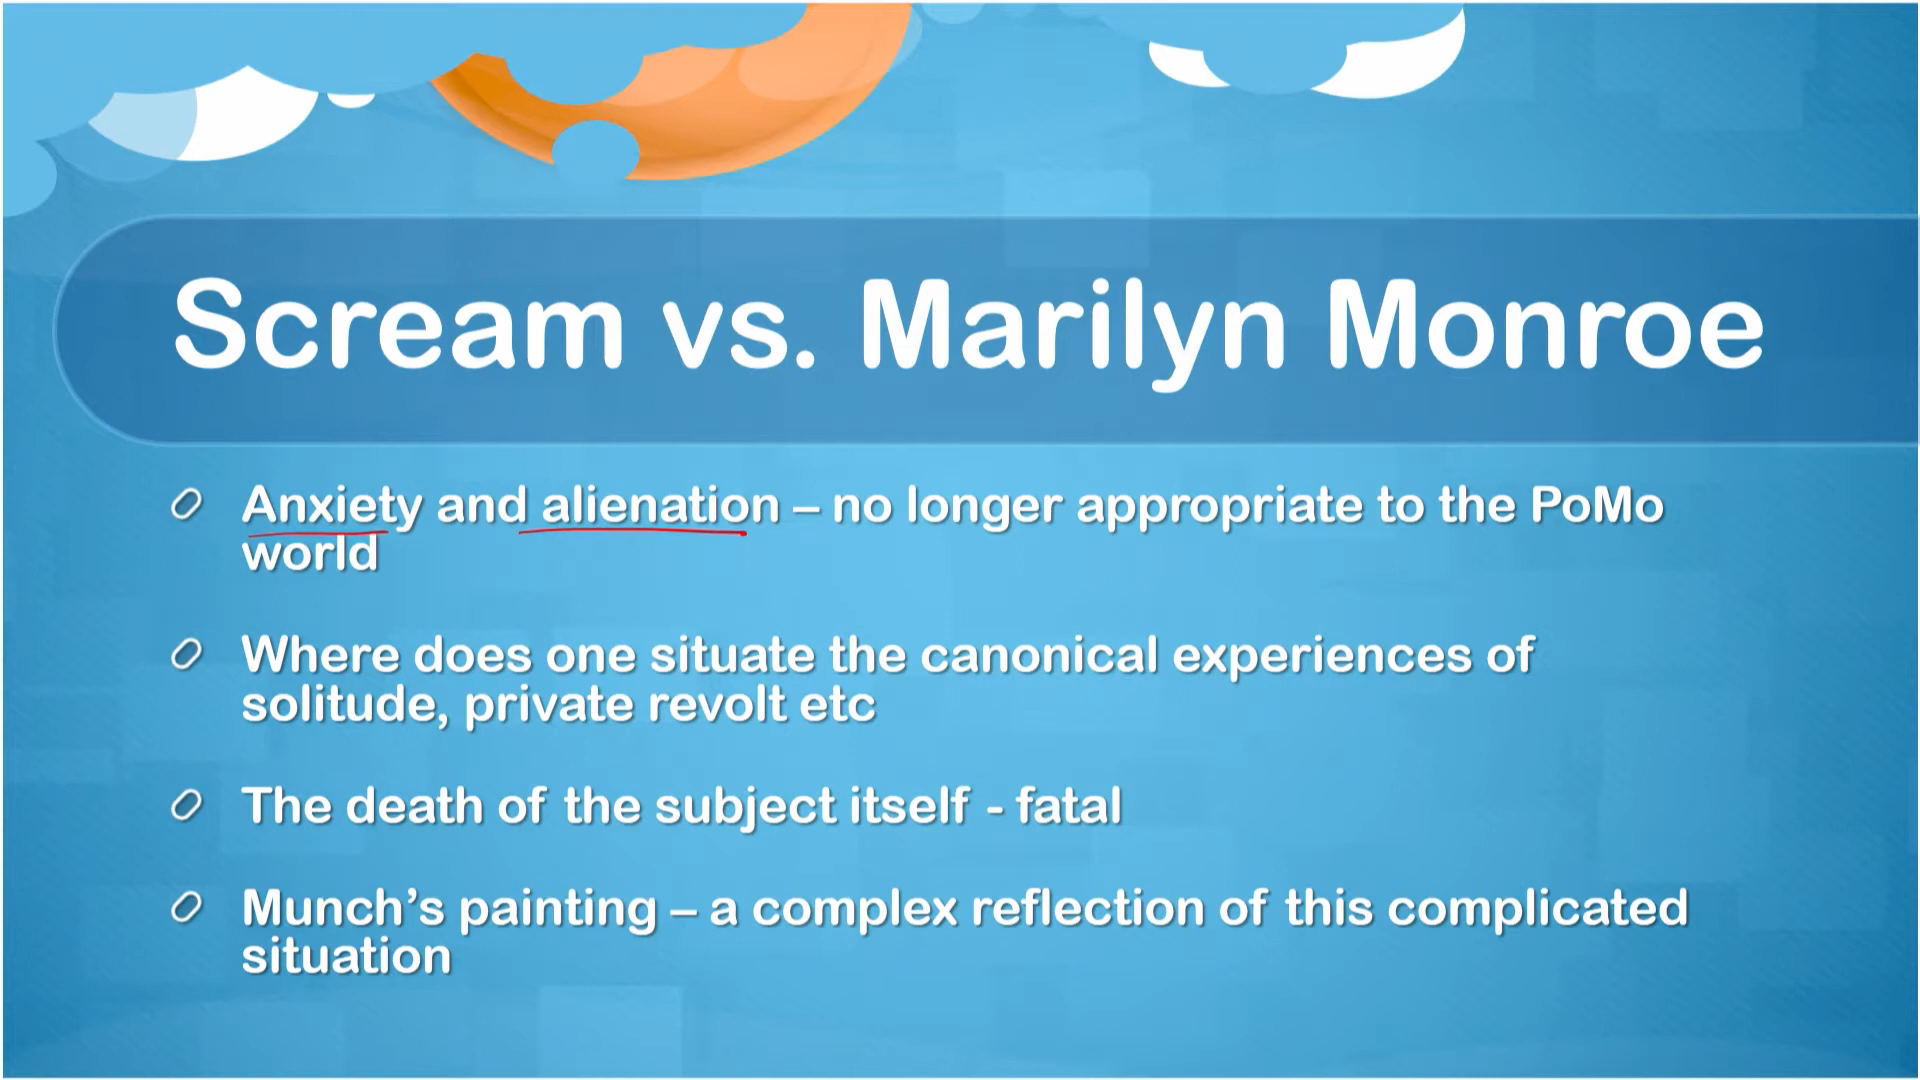 Scream vs. Marilyn Monroe
Anxiety and alienation – no longer appropriate to the PoMo
world
Where does one situate the canonical experiences of
solitude, private revolt etc
The death of the subject itself - fatal
Munch’s painting – a complex reflection of this complicated
situation